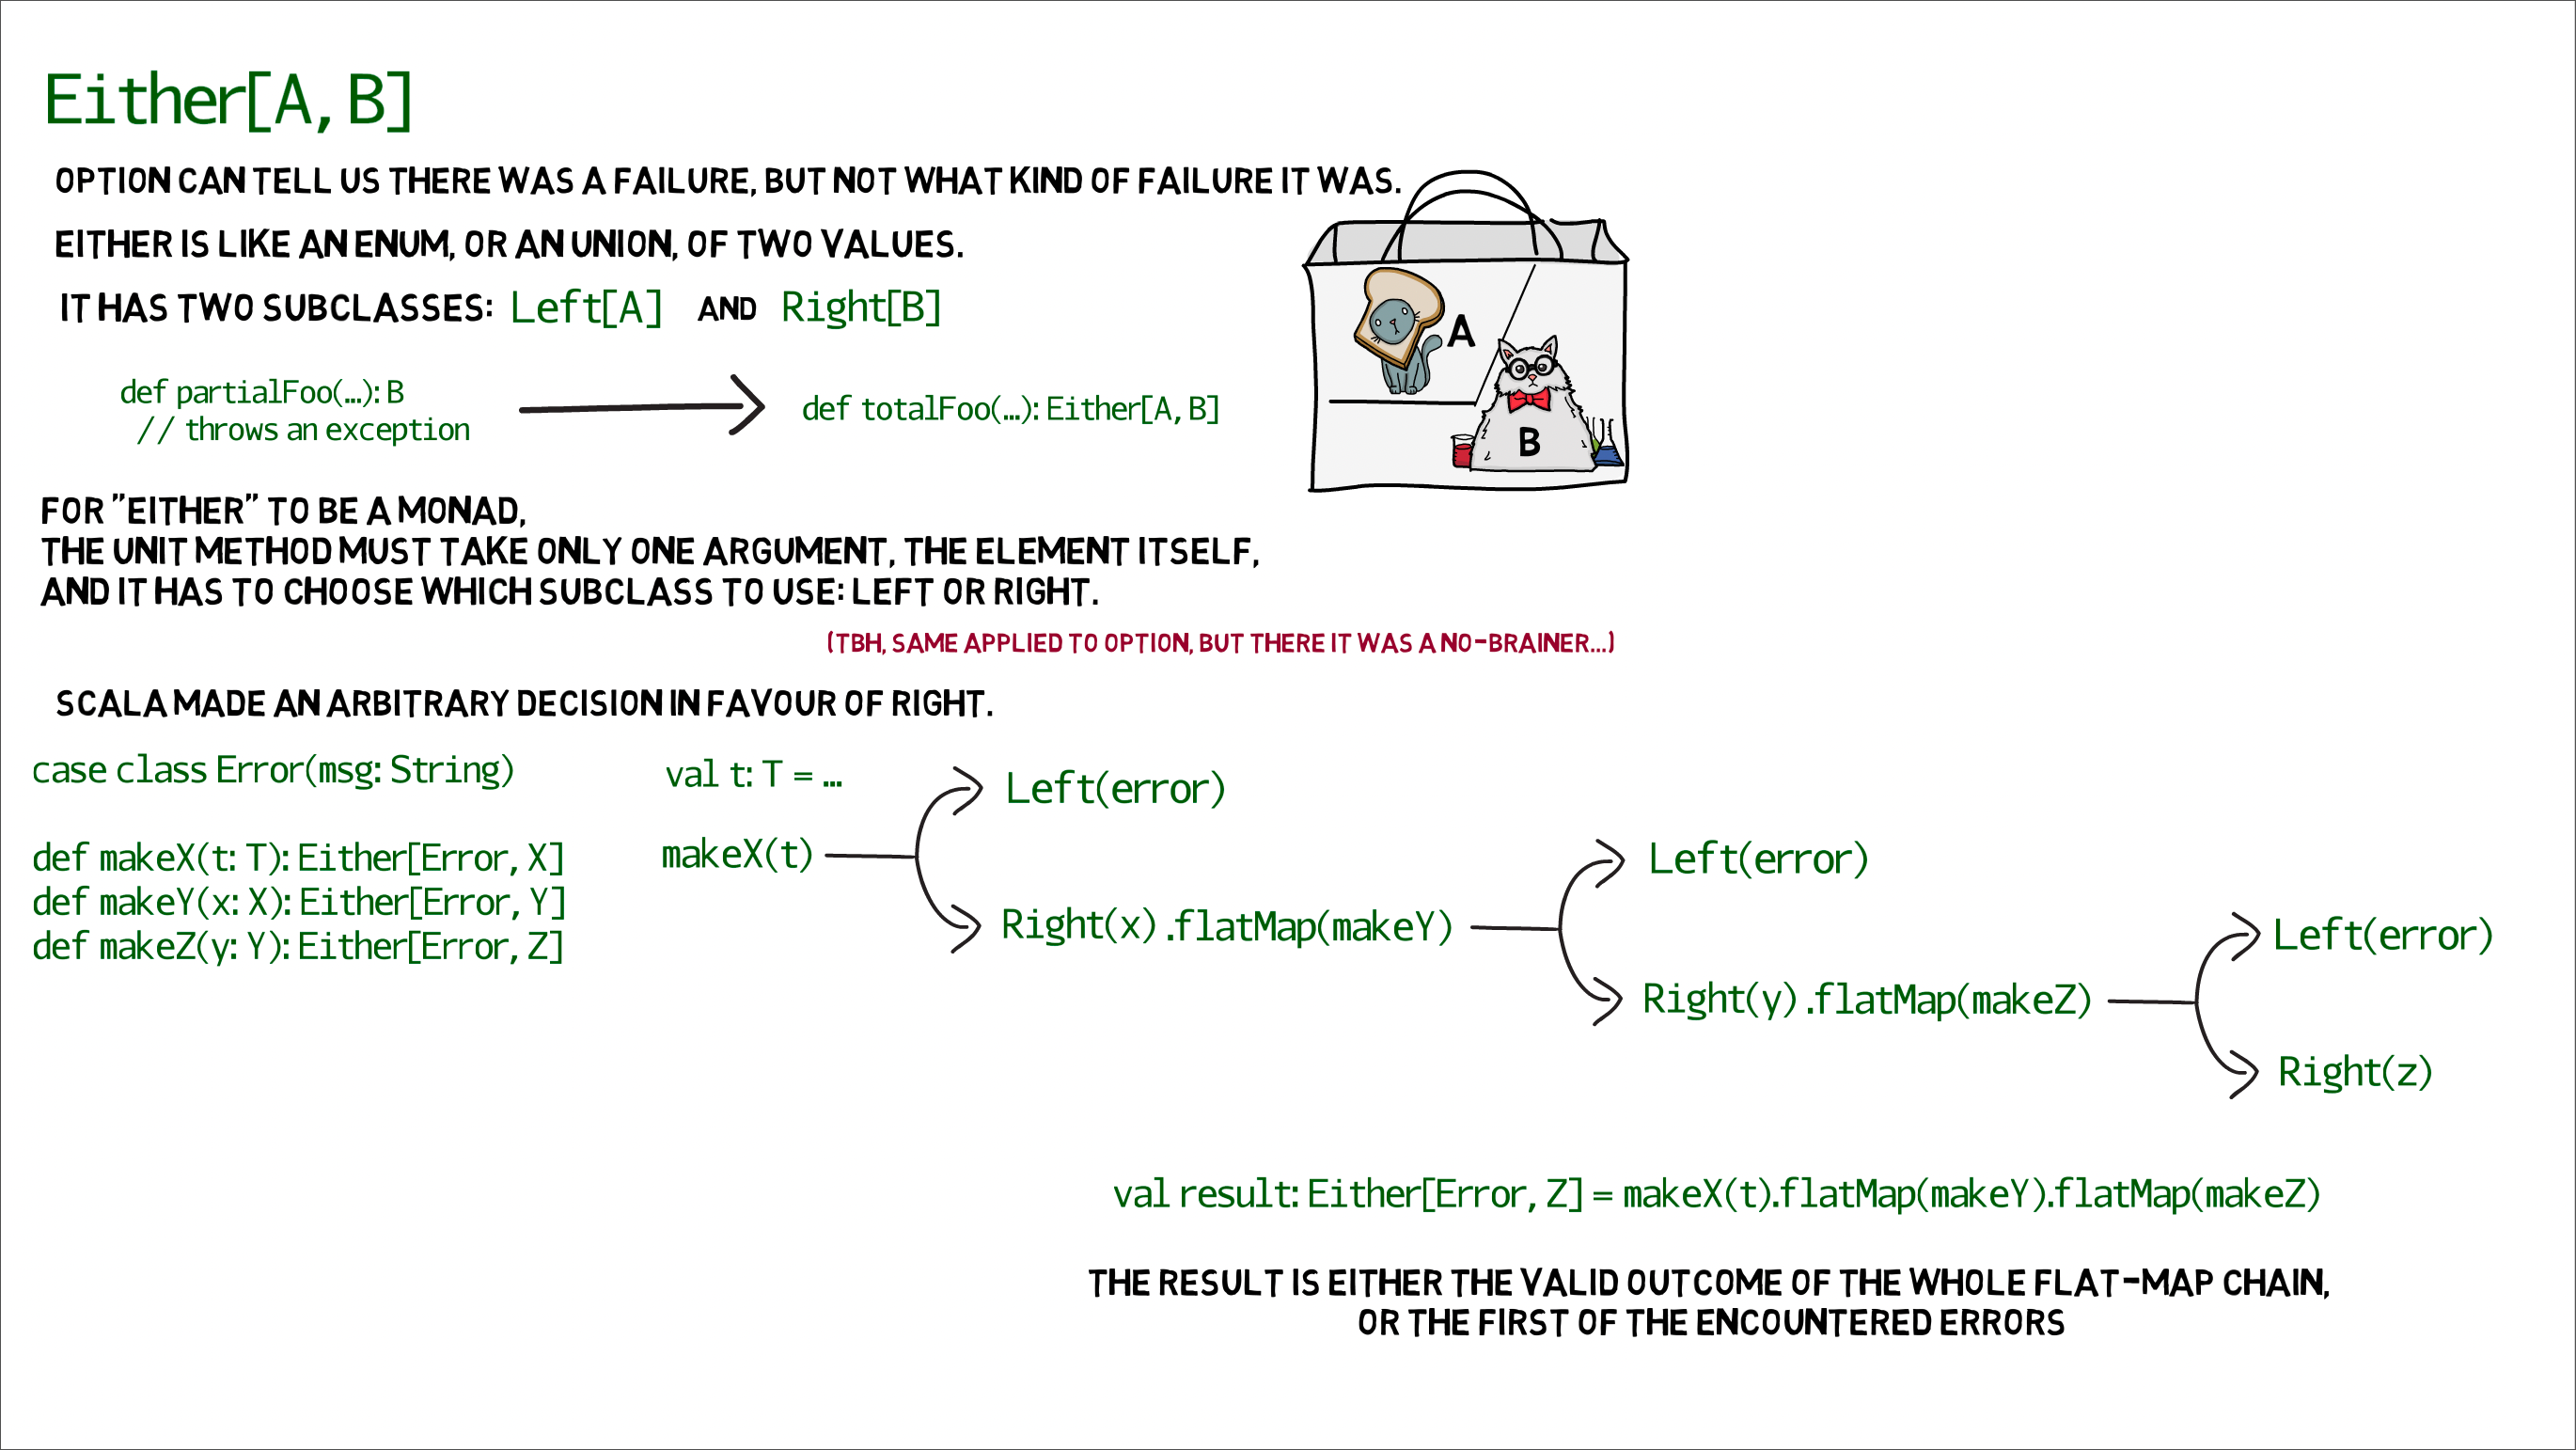 Either[A, B]
OPTION CAN TELL US THERE WAS A FAILURE, BUT NOT WHAT KIND OF FAILURE IT WAS.
EITHER IS LIKE AN ENUM, OR AN UNION, OF TWO VALUES.
IT HAS TWO SUBCLASSES: Left[A] AND Right[B]
A
B
def partialFoo(…): B
// throws an exception
def totalFoo(…): Either[A, B]
FOR "EITHER" TO BE A MONAD,
THE UNIT METHOD MUST TAKE ONLY ONE ARGUMENT, THE ELEMENT ITSELF,
AND IT HAS TO CHOOSE WHICH SUBCLASS TO USE: LEFT OR RIGHT.
(TBH, SAME APPLIED TO OPTION, BUT THERE IT WAS A NO-BRAINER...)
SCALA MADE AN ARBITRARY DECISION IN FAVOUR OF RIGHT.
case class Error(msg: String)
def makeX(t: T): Either[Error, X]
def makeY(x: X): Either[Error, Y]
def makeZ(y: Y): Either[Error, Z]
val t: T = …
makeX(t)
Left(error)
Right(x).flatMap(makeY)
Left(error)
Right(y).flatMap(makeZ)
Left(error)
Right(z)
val result: Either[Error, Z] = makeX(t).flatMap(makeY).flatMap(makeZ)
THE RESULT IS EITHER THE VALID OUTCOME OF THE WHOLE FLAT-MAP CHAIN,
OR THE FIRST OF THE ENCOUNTERED ERRORS